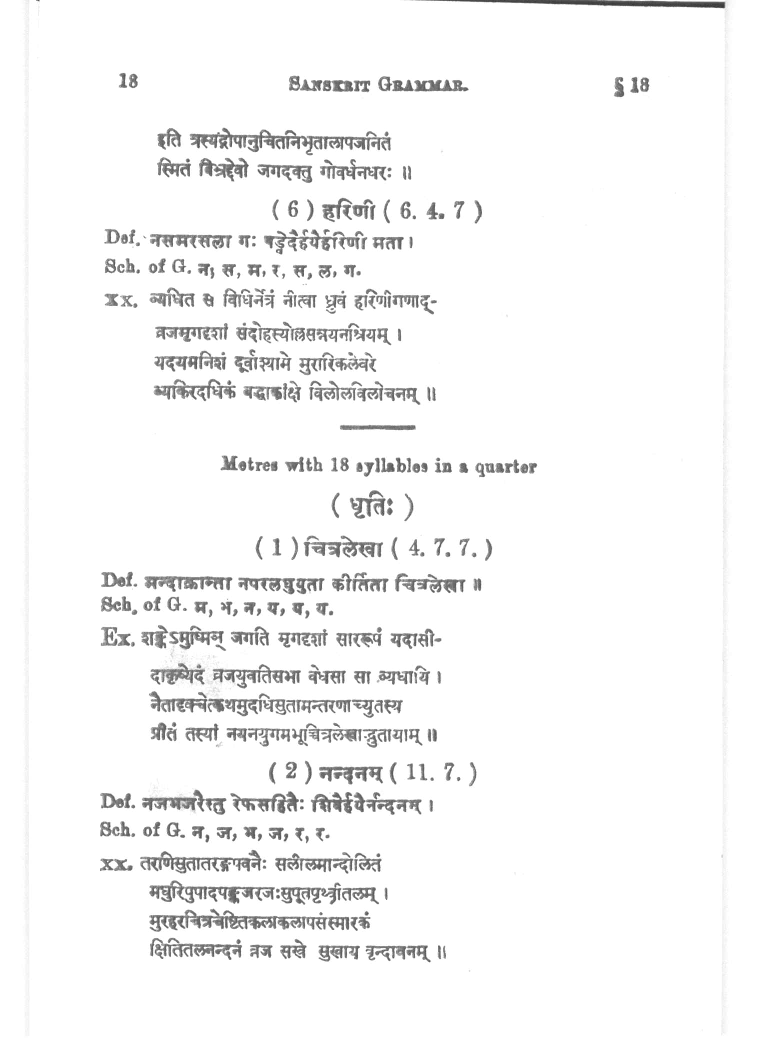 18 SANSKRIT GRAMMAR. § 18
इति त्रस्यंद्गोपानुचितनिभृतालापजनितं
स्मितं बिभ्रद्देवो जगदवतु गोवर्धनधरः ॥
( 6 ) हरिणी ( 6. 4. 7 )
Def. नसमरसला गः षड्वेदैर्हयैर्हरिणी मता ।
Sch. of G. न, स, म, र, स, ल, ग.
Ex. व्यधित स विधिर्नेत्रं नीत्वा ध्रुवं हरिणीगणाद्-
व्रजमृगदृशां संदोहस्योल्लसन्नयनश्रियम् ।
यदयमनिशं दूर्वाश्यामे मुरारिकलेवरे
व्यकिरदधिकं बद्धाकांक्षे विलोलविलोचनम् ॥
Metres with 18 syllables in a quarter
( धृतिः )
( 1 ) चित्रलेखा ( 4. 7. 7. )
Def. मन्दाक्रान्ता नपरलघुयुता कीर्तिता चित्रलेखा ॥
Sch. of G. म, भ, न, य, य, य.
Ex. शङ्केऽमुष्मिञ् जगति मृगदृशां साररूपं यदासी-
दाकृष्येदं व्रजयुवतिसभा वेधसा सा व्यधायि ।
नैतादृक्चेत्कथमुदधिसुतामन्तरेणाच्युतस्य
प्रीतं तस्यां नयनयुगमभूच्चित्रलेखाद्भुतायाम् ॥
( 2 ) नन्दनम् ( 11. 7. )
Def. नजभजरैस्तु रेफसहितैः शिवैर्हयैर्नन्दनम् ।
Sch. of G. न, ज, भ, ज, र, र.
Ex. तरणिसुतातरङ्गपवनैः सलीलमान्दोलितं
मधुरिपुपादपङ्कजरजःसुपूतपृथ्वीतलम् ।
मुरहरचित्रचेष्टितकलाकलापसंस्मारकं
क्षितितलनन्दनं व्रज सखे सुखाय वृन्दावनम् ॥